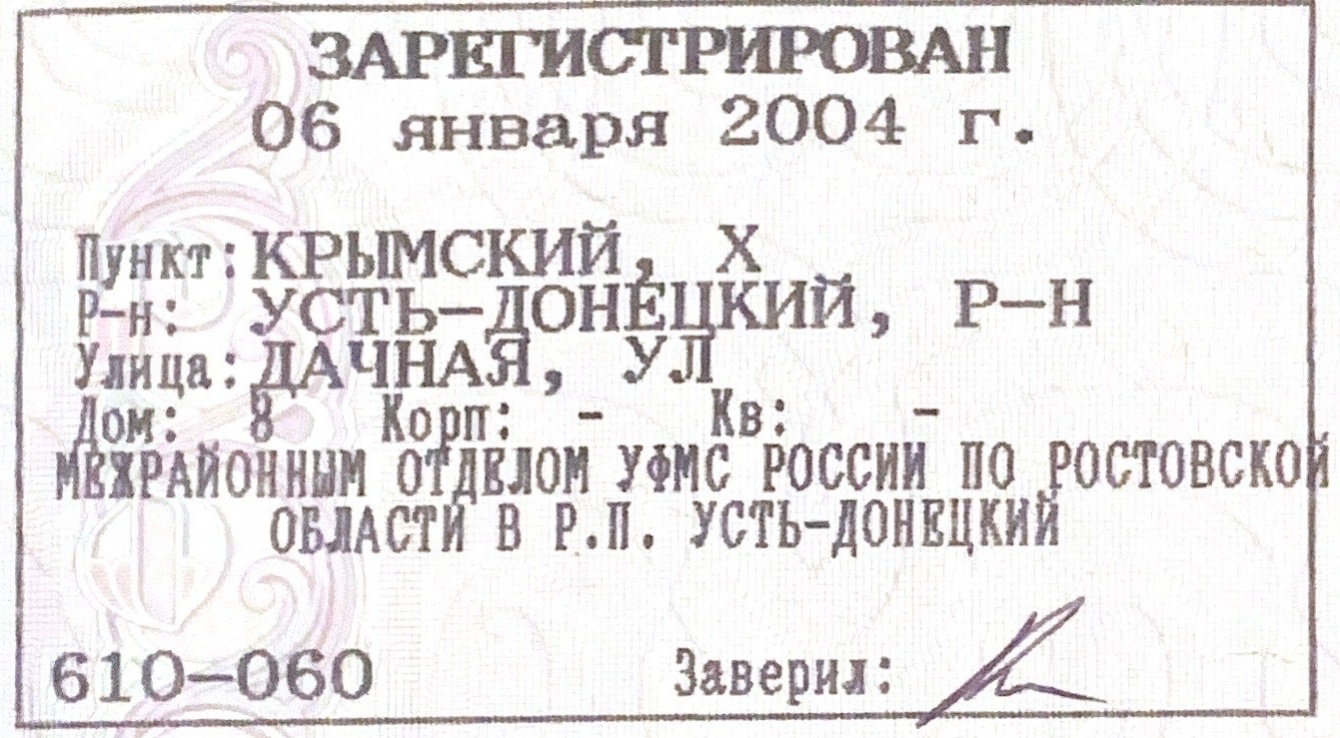 ЗАРЕГИСТРИРОВАН
06 января 2004 г.
Пункт: КРЫМСКИЙ, Х
Р-н: УСТЬ-ДОНЕЦКИЙ, Р-Н
Улица: ДАЧНАЯ, УЛ
Дом: 8 Корп: - Кв: -
МЕЖРАЙОННЫМ ОТДЕЛОМ УФМС РОССИИ ПО РОСТОВСКОЙ
ОБЛАСТИ В Р.П. УСТЬ-ДОНЕЦКИЙ
610-060 Заверил: